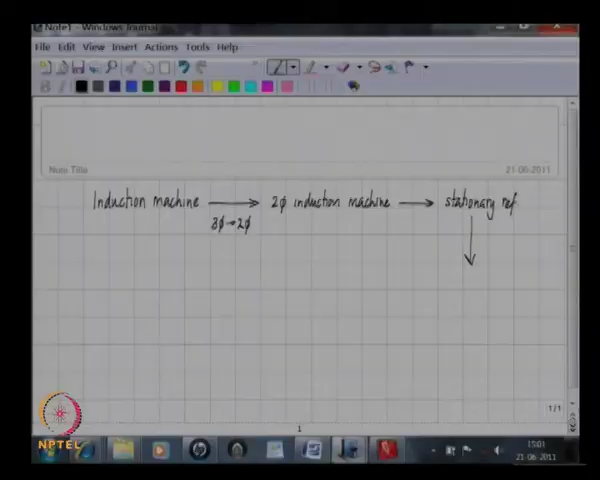 Note1 - Windows Journal
File Edit View Insert Actions Tools Help
Note Title
21-06-2011
Induction machine → 2φ induction machine → stationary ref.
3φ→2φ
1/1
1
NPTEL
15:01
21-06-2011